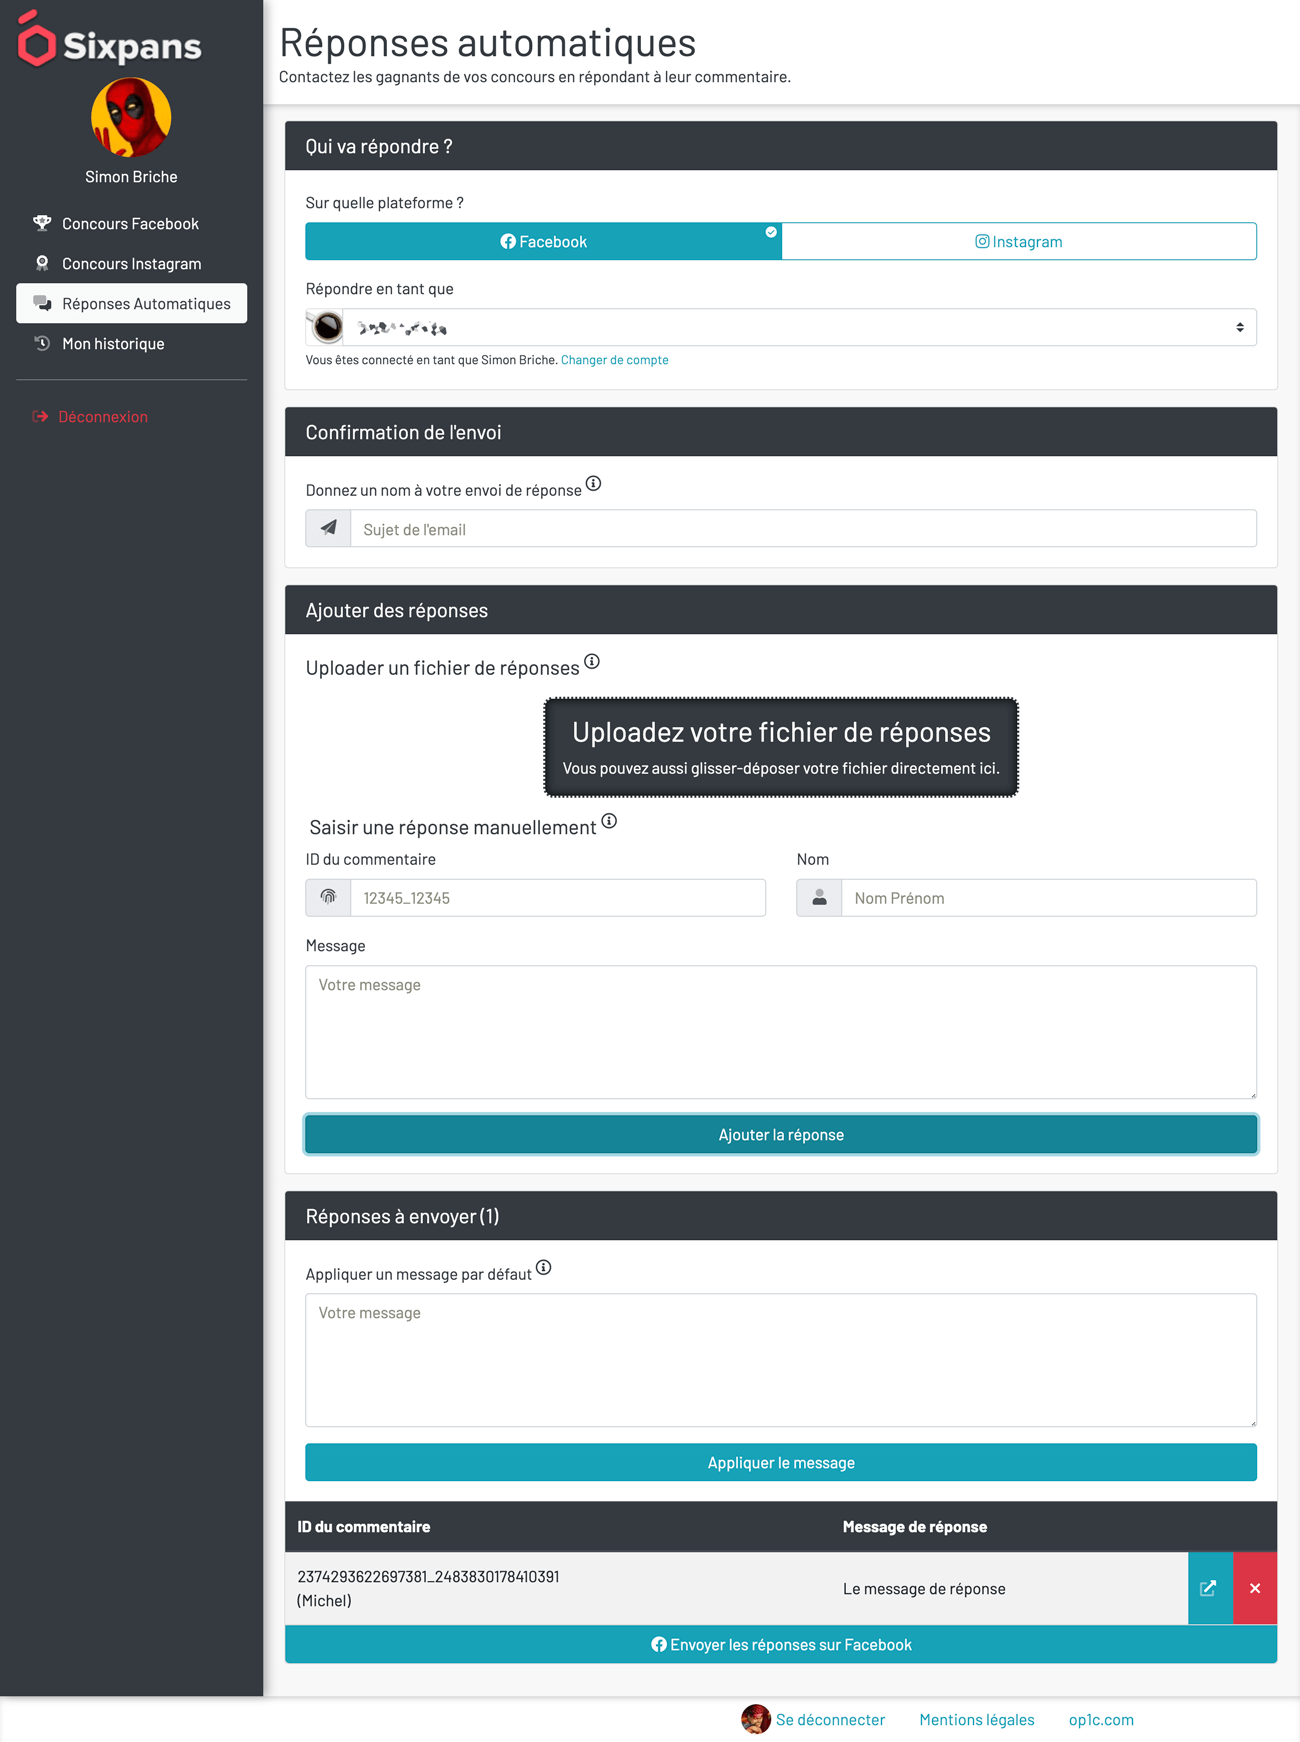 Sixpans
Simon Briche
Concours Facebook
Concours Instagram
Réponses Automatiques
Mon historique
Déconnexion
Réponses automatiques
Contactez les gagnants de vos concours en répondant à leur commentaire.
Qui va répondre ?
Sur quelle plateforme ?
Facebook
Instagram
Répondre en tant que
Vous êtes connecté en tant que Simon Briche. Changer de compte
Confirmation de l'envoi
Donnez un nom à votre envoi de réponse
Sujet de l'email
Ajouter des réponses
Uploader un fichier de réponses
Uploadez votre fichier de réponses
Vous pouvez aussi glisser-déposer votre fichier directement ici.
Saisir une réponse manuellement
ID du commentaire
Nom
12345_12345
Nom Prénom
Message
Votre message
Ajouter la réponse
Réponses à envoyer (1)
Appliquer un message par défaut
Votre message
Appliquer le message
ID du commentaire
Message de réponse
2374293622697381_2483830178410391
(Michel)
Le message de réponse
Envoyer les réponses sur Facebook
Se déconnecter
Mentions légales
op1c.com